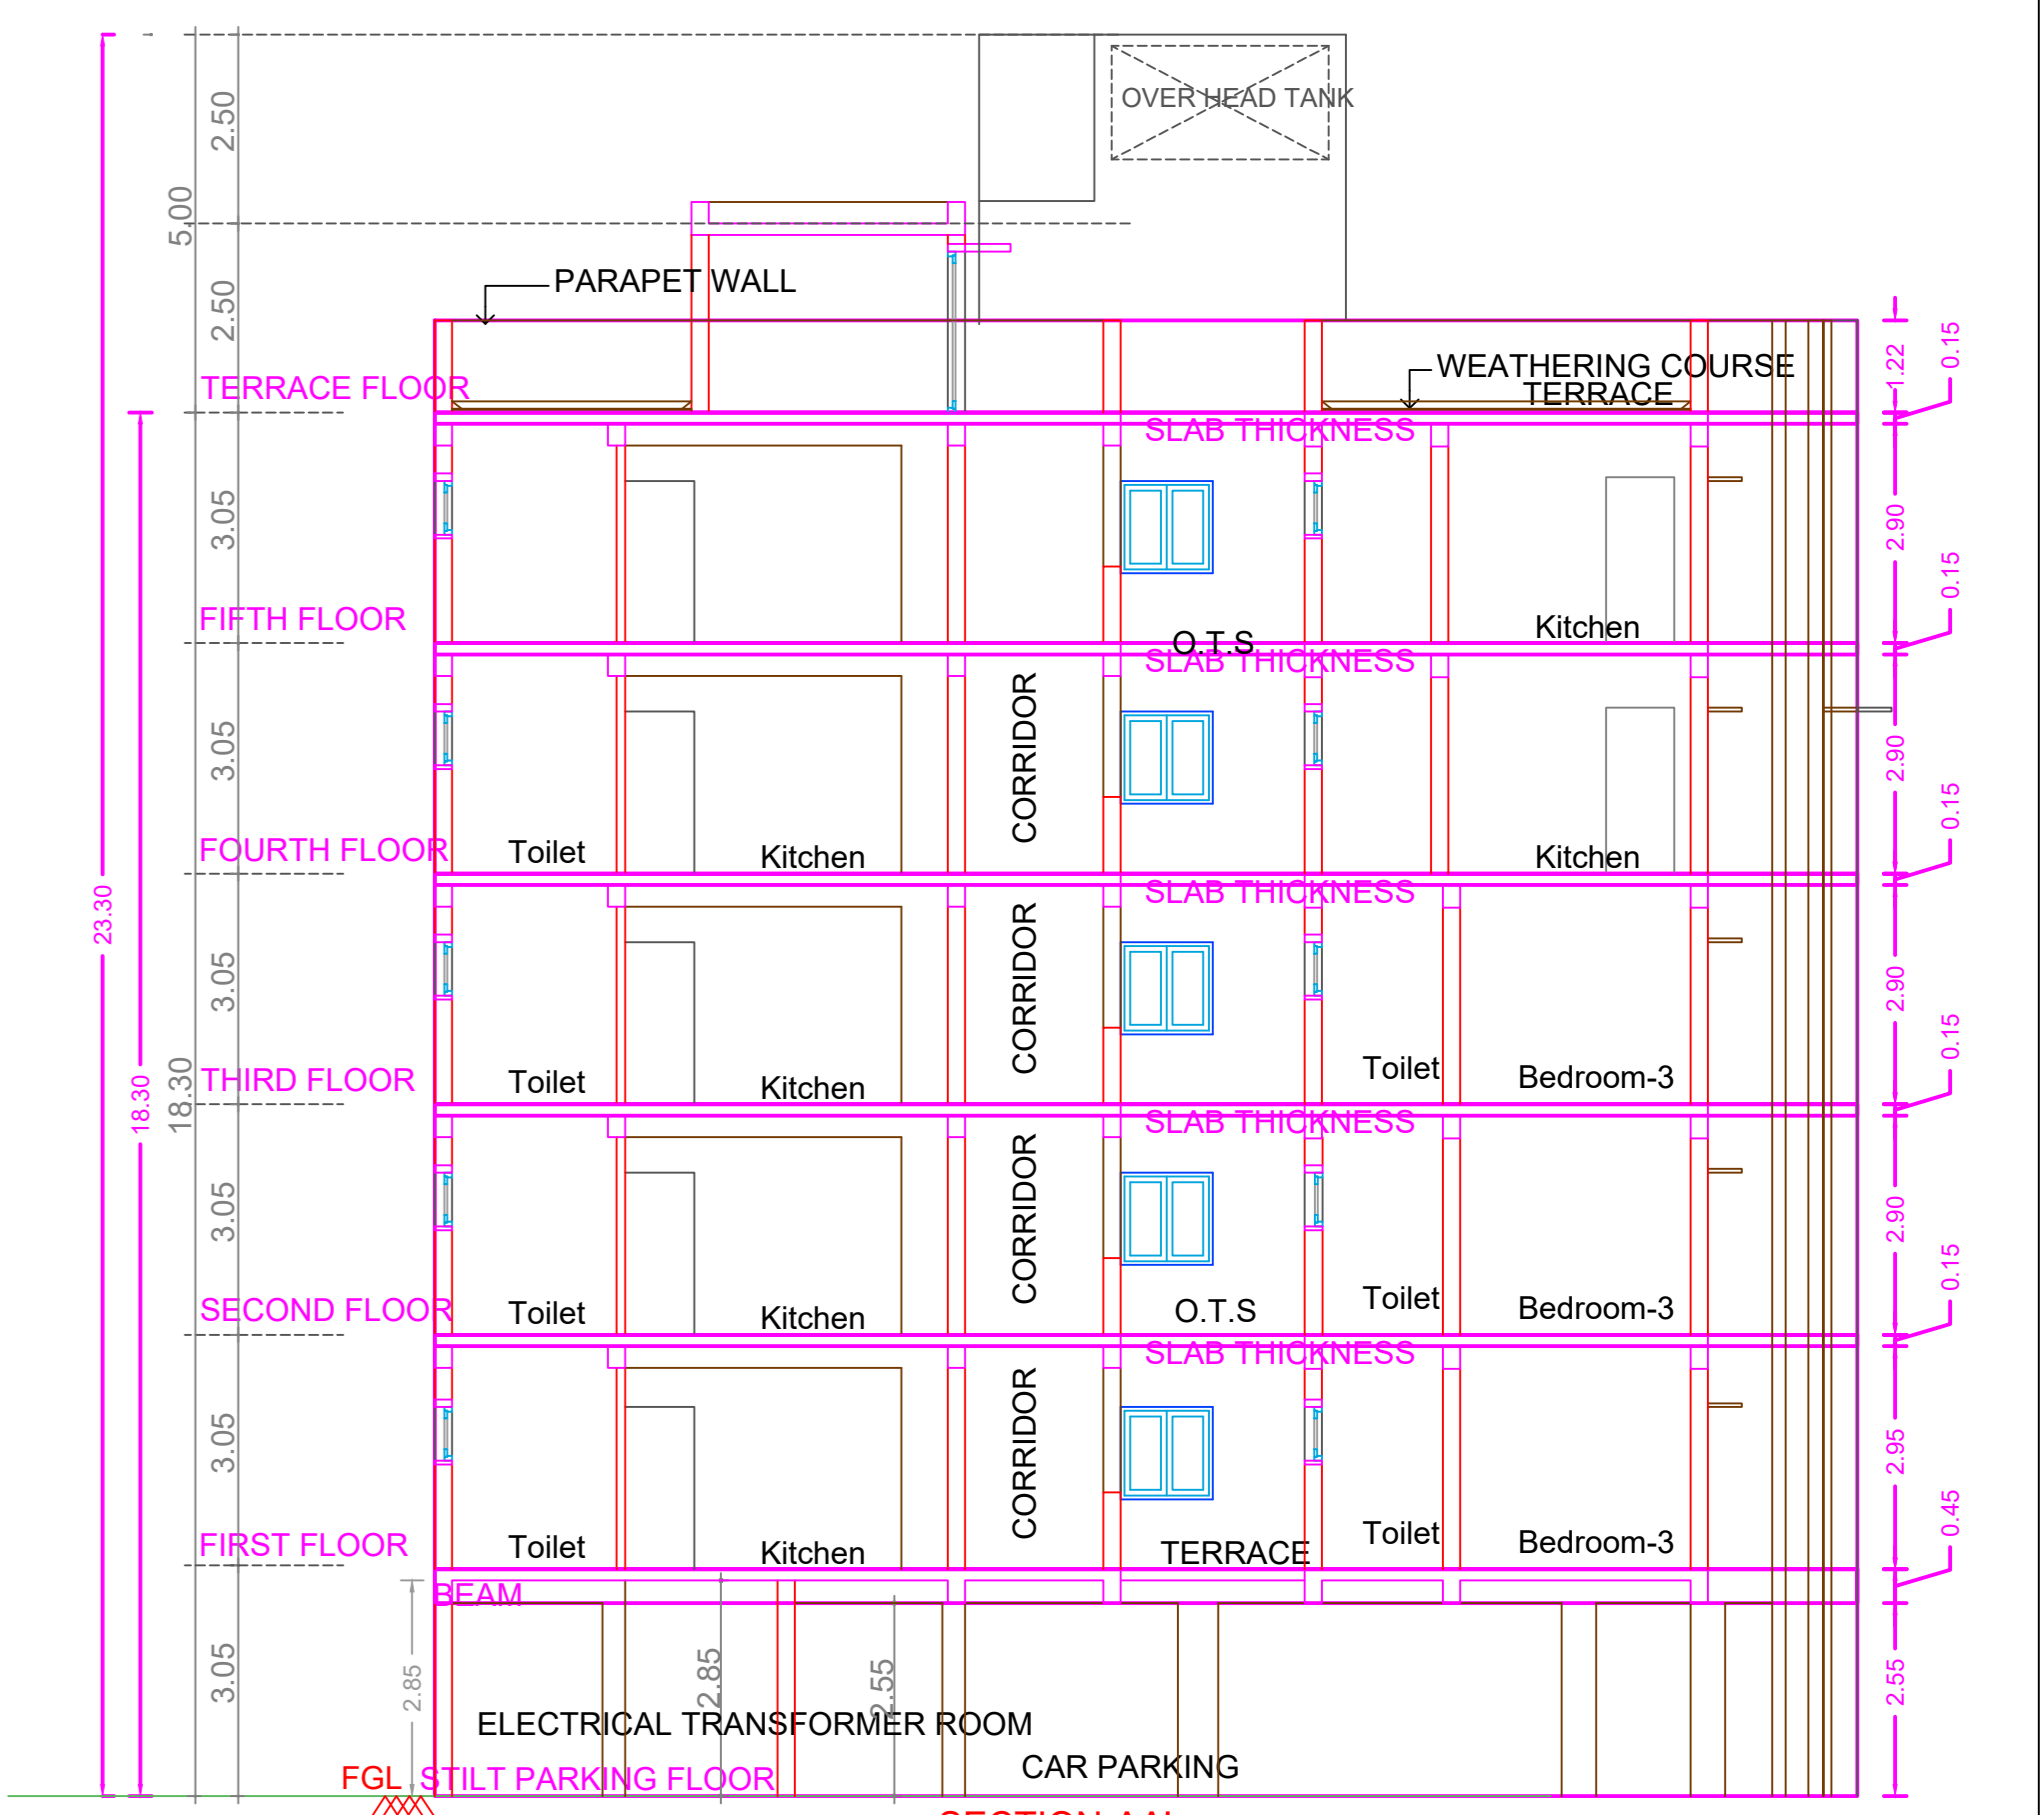 2.50
OVER HEAD TANK
5.00
2.50
PARAPET WALL
WEATHERING COURSE
TERRACE
1.22
0.15
TERRACE FLOOR
SLAB THICKNESS
3.05
2.90
0.15
FIFTH FLOOR
Kitchen
O.T.S
SLAB THICKNESS
3.05
CORRIDOR
2.90
0.15
FOURTH FLOOR
Toilet
Kitchen
Kitchen
SLAB THICKNESS
23.30
3.05
CORRIDOR
2.90
0.15
18.30
18.30
THIRD FLOOR
Toilet
Kitchen
Toilet
Bedroom-3
SLAB THICKNESS
3.05
CORRIDOR
2.90
0.15
SECOND FLOOR
Toilet
Kitchen
O.T.S
Toilet
Bedroom-3
SLAB THICKNESS
3.05
CORRIDOR
2.95
0.45
FIRST FLOOR
Toilet
Kitchen
TERRACE
Toilet
Bedroom-3
BEAM
3.05
2.85
2.85
2.55
2.55
ELECTRICAL TRANSFORMER ROOM
CAR PARKING
FGL
STILT PARKING FLOOR